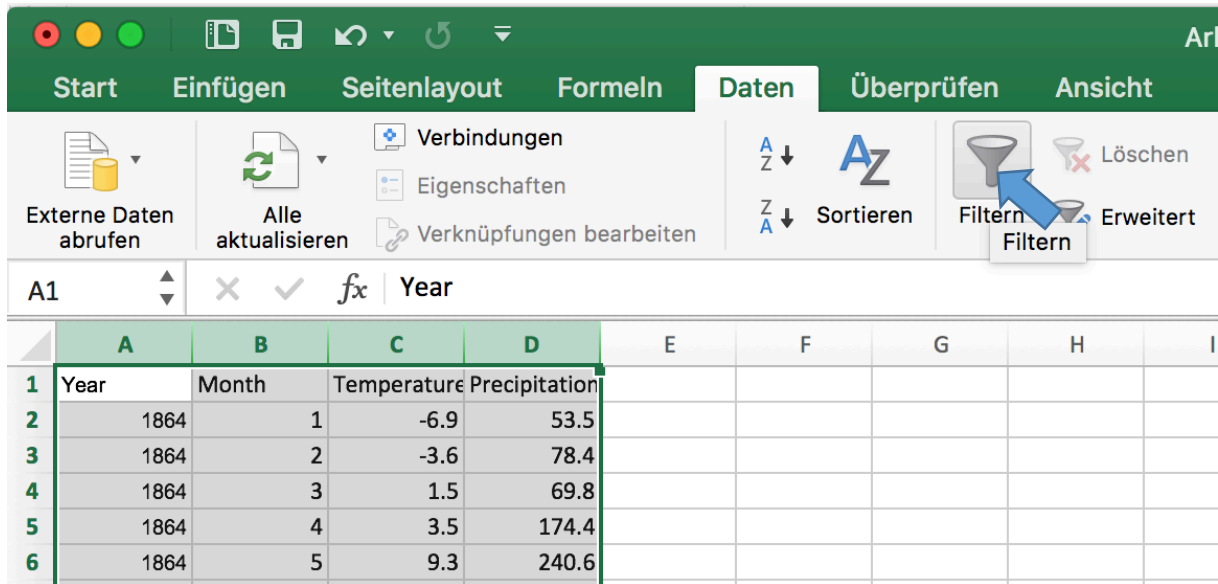 Arl
Start Einfügen Seitenlayout Formeln Daten Überprüfen Ansicht
Externe Daten abrufen
Alle aktualisieren
Verbindungen
Eigenschaften
Verknüpfungen bearbeiten
A Z
Z A
AZ
Sortieren
Filtern
Löschen
Erweitert
Filtern
A1 fx Year
A B C D E F G H I
1 Year Month Temperature Precipitation
2 1864 1 -6.9 53.5
3 1864 2 -3.6 78.4
4 1864 3 1.5 69.8
5 1864 4 3.5 174.4
6 1864 5 9.3 240.6